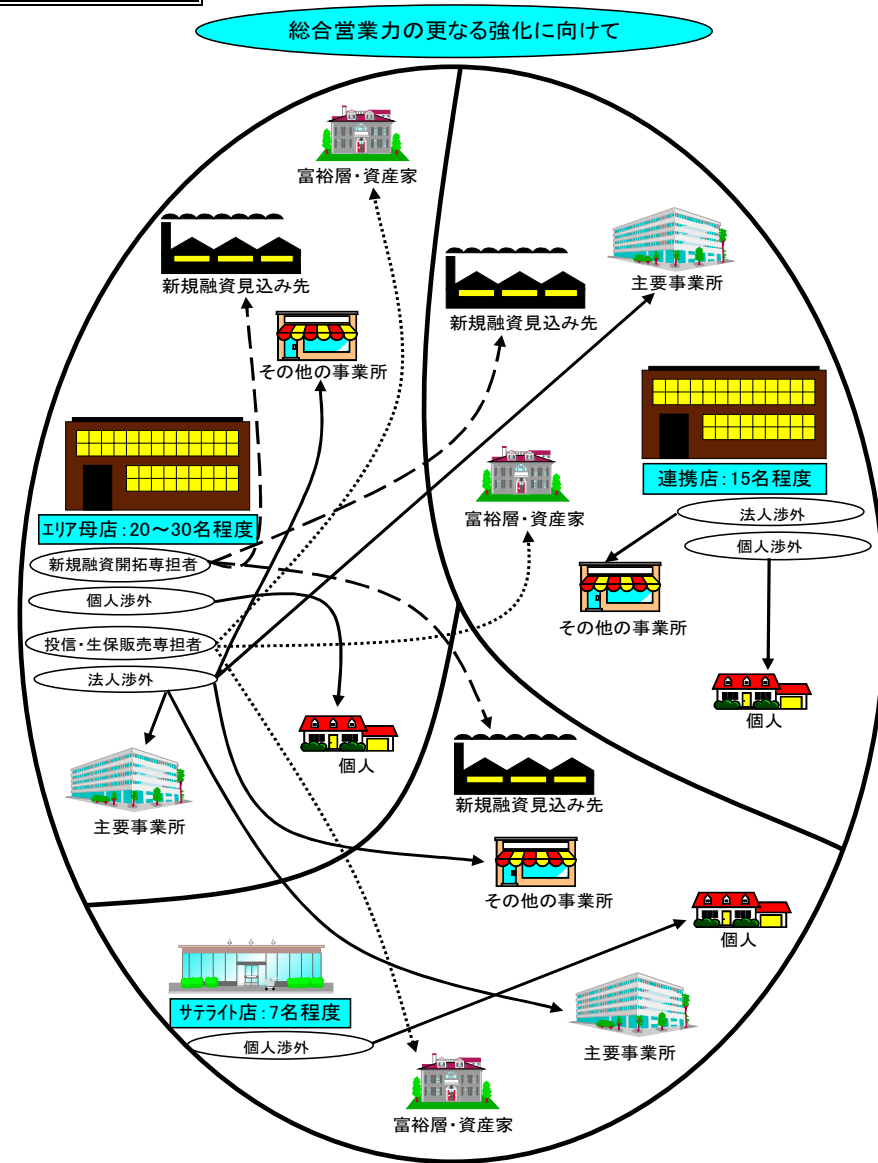 総合営業力の更なる強化に向けて
富裕層・資産家
新規融資見込み先
その他の事業所
エリア母店:20～30名程度
新規融資開拓専担者
個人渉外
投信・生保販売専担者
法人渉外
主要事業所
個人
新規融資見込み先
主要事業所
富裕層・資産家
連携店:15名程度
法人渉外
個人渉外
その他の事業所
個人
新規融資見込み先
その他の事業所
個人
サテライト店:7名程度
個人渉外
主要事業所
富裕層・資産家